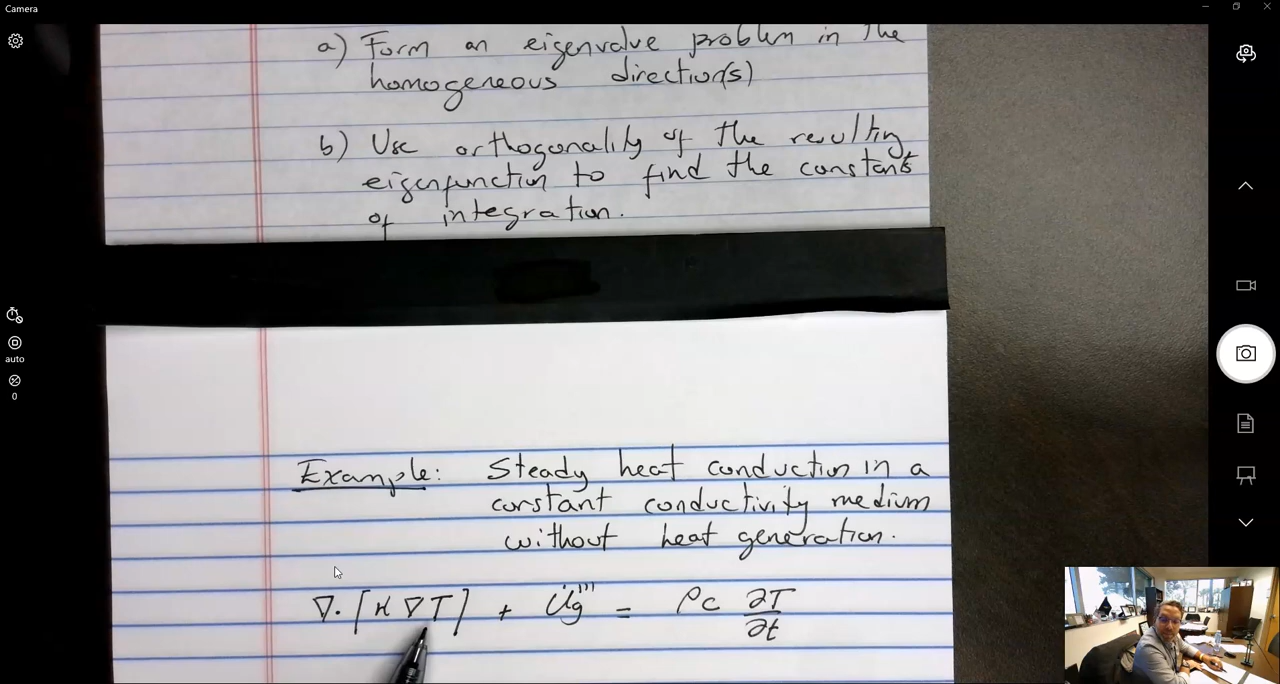 Camera
a) Form an eigenvalue problem in the
homogeneous direction(s)
b) Use orthogonality of the resulting
eigenfunction to find the constants
of integration.
Example: Steady heat conduction in a
constant conductivity medium
without heat generation.
∇·[K ∇T] + U̇g''' = ρc ∂T/∂t
auto
0